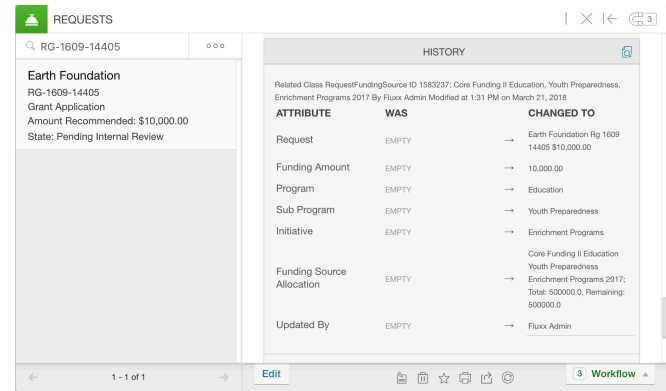 REQUESTS
3
RG-1609-14405
Earth Foundation
RG-1609-14405
Grant Application
Amount Recommended: $10,000.00
State: Pending Internal Review
HISTORY
Related Class RequestFundingSource ID 1583237: Core Funding II Education, Youth Preparedness,
Enrichment Programs 2017 By Fluxx Admin Modified at 1:31 PM on March 21, 2018
ATTRIBUTE WAS CHANGED TO
Request EMPTY → Earth Foundation Rg 1609
14405 $10,000.00
Funding Amount EMPTY → 10,000.00
Program EMPTY → Education
Sub Program EMPTY → Youth Preparedness
Initiative EMPTY → Enrichment Programs
Funding Source
Allocation
EMPTY →
Core Funding Ii Education
Youth Preparedness
Enrichment Programs 2017;
Total: 500000.0, Remaining:
500000.0
Updated By EMPTY → Fluxx Admin
← 1 - 1 of 1 →
Edit
3 Workflow